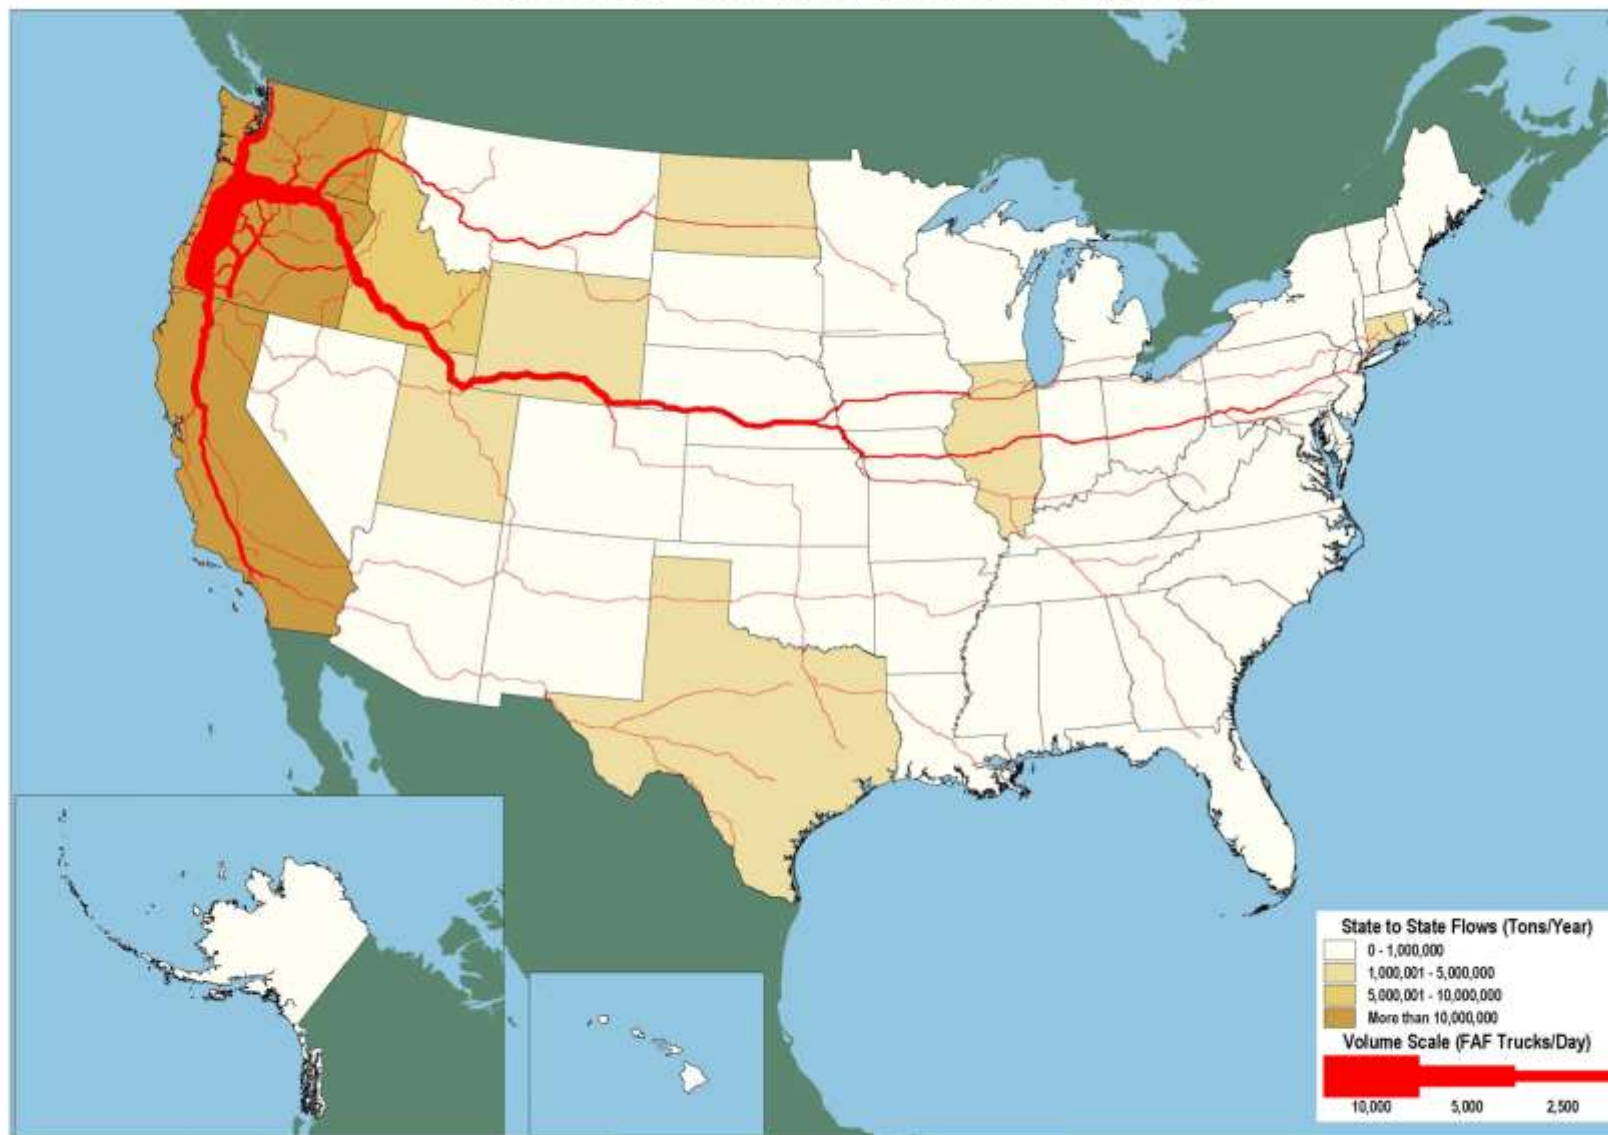 State to State Flows (Tons/Year)
0 - 1,000,000
1,000,001 - 5,000,000
5,000,001 - 10,000,000
More than 10,000,000
Volume Scale (FAF Trucks/Day)
10,000 5,000 2,500